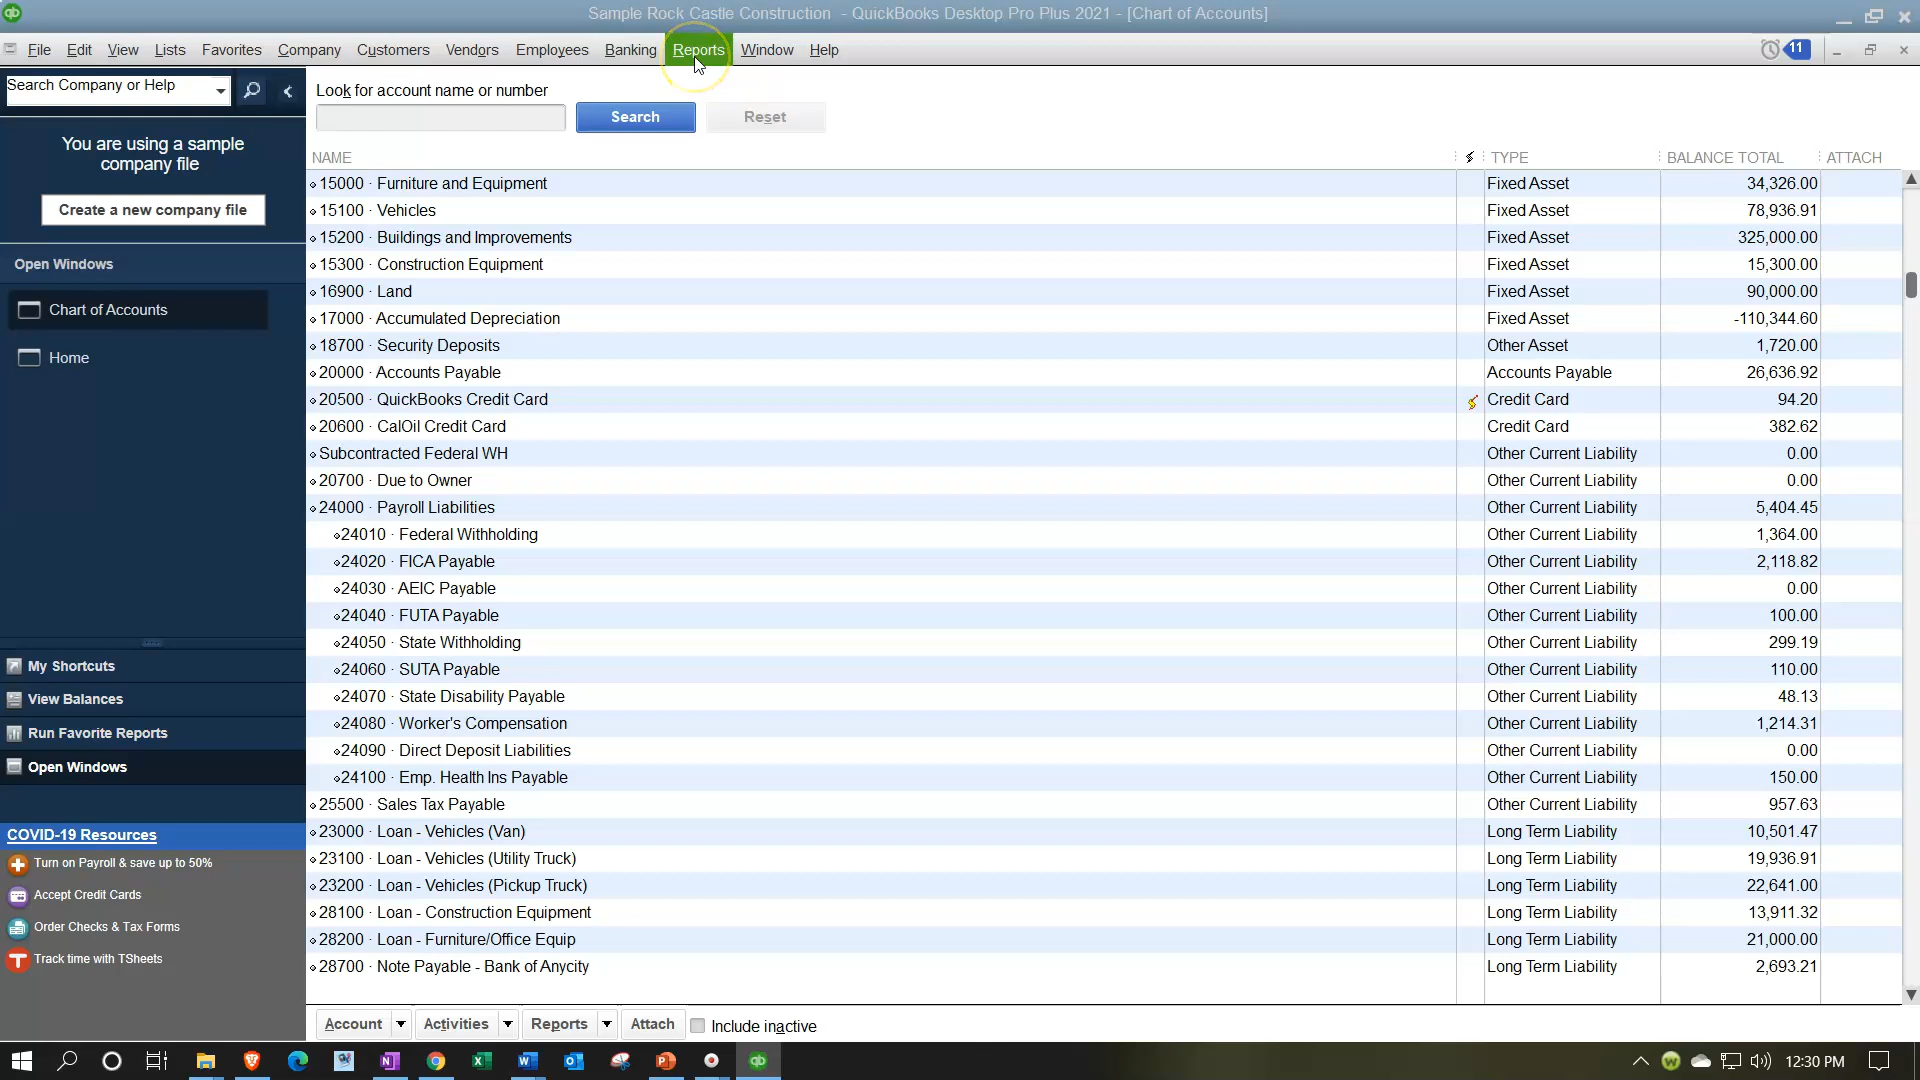 Sample Rock Castle Construction - QuickBooks Desktop Pro Plus 2021 - [Chart of Accounts]
File Edit View Lists Favorites Company Customers Vendors Employees Banking Reports Window Help 11
Search Company or Help
You are using a sample
company file
Create a new company file
Open Windows
Chart of Accounts
Home
My Shortcuts
View Balances
Run Favorite Reports
Open Windows
COVID-19 Resources
Turn on Payroll & save up to 50%
Accept Credit Cards
Order Checks & Tax Forms
Track time with TSheets
Look for account name or number
Search Reset
NAME TYPE BALANCE TOTAL ATTACH
15000 · Furniture and Equipment Fixed Asset 34,326.00
15100 · Vehicles Fixed Asset 78,936.91
15200 · Buildings and Improvements Fixed Asset 325,000.00
15300 · Construction Equipment Fixed Asset 15,300.00
16900 · Land Fixed Asset 90,000.00
17000 · Accumulated Depreciation Fixed Asset -110,344.60
18700 · Security Deposits Other Asset 1,720.00
20000 · Accounts Payable Accounts Payable 26,636.92
20500 · QuickBooks Credit Card Credit Card 94.20
20600 · CalOil Credit Card Credit Card 382.62
Subcontracted Federal WH Other Current Liability 0.00
20700 · Due to Owner Other Current Liability 0.00
24000 · Payroll Liabilities Other Current Liability 5,404.45
24010 · Federal Withholding Other Current Liability 1,364.00
24020 · FICA Payable Other Current Liability 2,118.82
24030 · AEIC Payable Other Current Liability 0.00
24040 · FUTA Payable Other Current Liability 100.00
24050 · State Withholding Other Current Liability 299.19
24060 · SUTA Payable Other Current Liability 110.00
24070 · State Disability Payable Other Current Liability 48.13
24080 · Worker's Compensation Other Current Liability 1,214.31
24090 · Direct Deposit Liabilities Other Current Liability 0.00
24100 · Emp. Health Ins Payable Other Current Liability 150.00
25500 · Sales Tax Payable Other Current Liability 957.63
23000 · Loan - Vehicles (Van) Long Term Liability 10,501.47
23100 · Loan - Vehicles (Utility Truck) Long Term Liability 19,936.91
23200 · Loan - Vehicles (Pickup Truck) Long Term Liability 22,641.00
28100 · Loan - Construction Equipment Long Term Liability 13,911.32
28200 · Loan - Furniture/Office Equip Long Term Liability 21,000.00
28700 · Note Payable - Bank of Anycity Long Term Liability 2,693.21
Account Activities Reports Attach Include inactive
12:30 PM